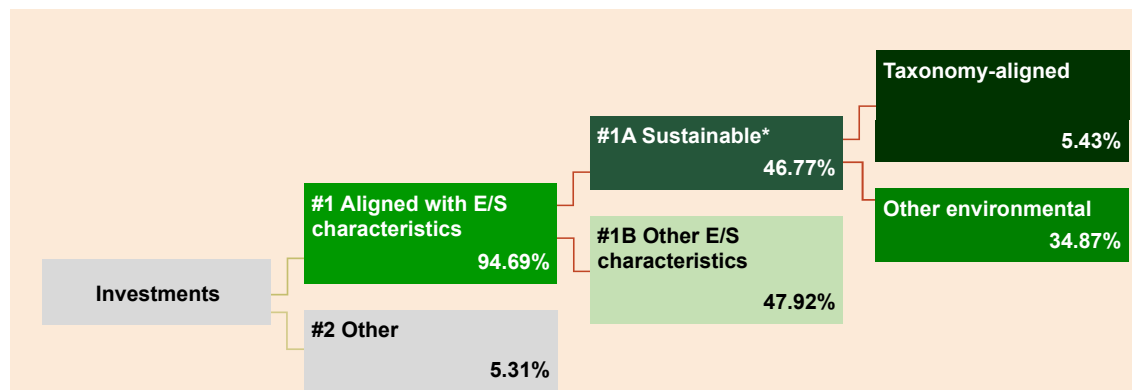 Investments
#1 Aligned with E/S
characteristics
94.69%
#2 Other
5.31%
#1A Sustainable*
46.77%
#1B Other E/S
characteristics
47.92%
Taxonomy-aligned
5.43%
Other environmental
34.87%